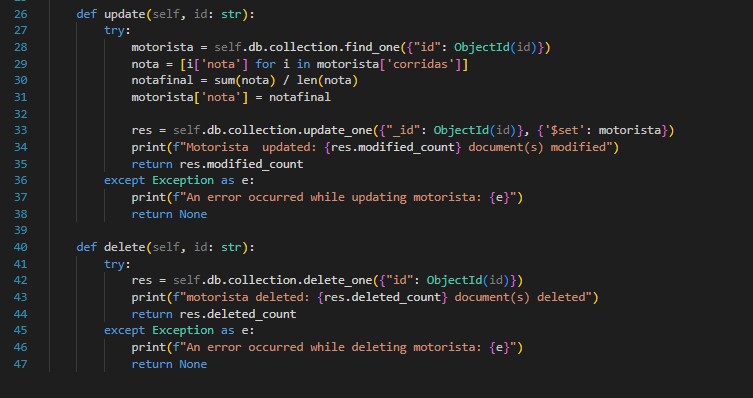 26 def update(self, id: str):
27 try:
28 motorista = self.db.collection.find_one({"id": ObjectId(id)})
29 nota = [i['nota'] for i in motorista['corridas']]
30 notafinal = sum(nota) / len(nota)
31 motorista['nota'] = notafinal
32
33 res = self.db.collection.update_one({"_id": ObjectId(id)}, {'$set': motorista})
34 print(f"Motorista  updated: {res.modified_count} document(s) modified")
35 return res.modified_count
36 except Exception as e:
37 print(f"An error occurred while updating motorista: {e}")
38 return None
39
40 def delete(self, id: str):
41 try:
42 res = self.db.collection.delete_one({"id": ObjectId(id)})
43 print(f"motorista deleted: {res.deleted_count} document(s) deleted")
44 return res.deleted_count
45 except Exception as e:
46 print(f"An error occurred while deleting motorista: {e}")
47 return None